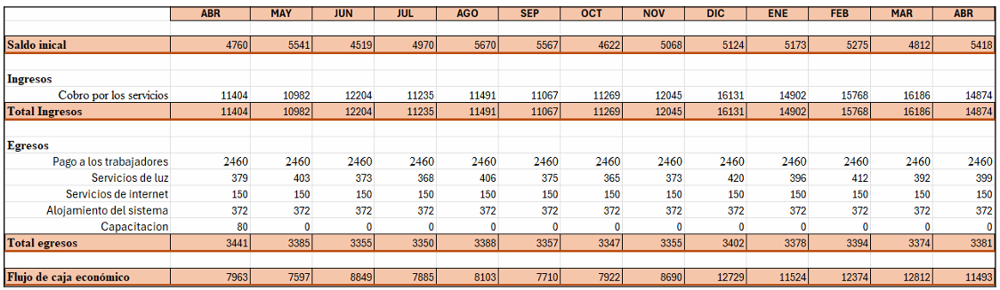 ABR MAY JUN JUL AGO SEP OCT NOV DIC ENE FEB MAR ABR
Saldo inical 4760 5541 4519 4970 5670 5567 4622 5068 5124 5173 5275 4812 5418
Ingresos
Cobro por los servicios 11404 10982 12204 11235 11491 11067 11269 12045 16131 14902 15768 16186 14874
Total Ingresos 11404 10982 12204 11235 11491 11067 11269 12045 16131 14902 15768 16186 14874
Egresos
Pago a los trabajadores 2460 2460 2460 2460 2460 2460 2460 2460 2460 2460 2460 2460 2460
Servicios de luz 379 403 373 368 406 375 365 373 420 396 412 392 399
Servicios de internet 150 150 150 150 150 150 150 150 150 150 150 150 150
Alojamiento del sistema 372 372 372 372 372 372 372 372 372 372 372 372 372
Capacitacion 80 0 0 0 0 0 0 0 0 0 0 0 0
Total egresos 3441 3385 3355 3350 3388 3357 3347 3355 3402 3378 3394 3374 3381
Flujo de caja económico 7963 7597 8849 7885 8103 7710 7922 8690 12729 11524 12374 12812 11493